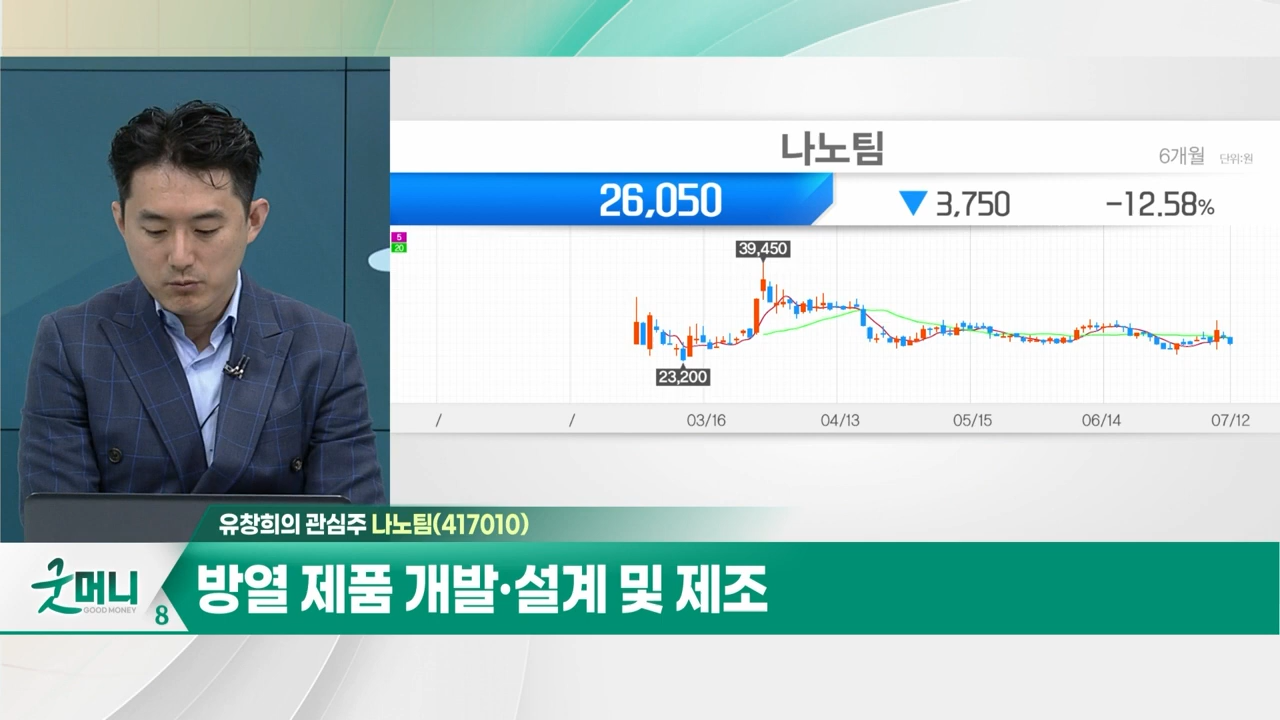 나노팀
6개월 단위:원
26,050 ▼ 3,750 -12.58%
5
20
39,450
23,200
/ / 03/16 04/13 05/15 06/14 07/12
유창희의 관심주 나노팀(417010)
굿머니
GOOD MONEY
8
방열 제품 개발·설계 및 제조